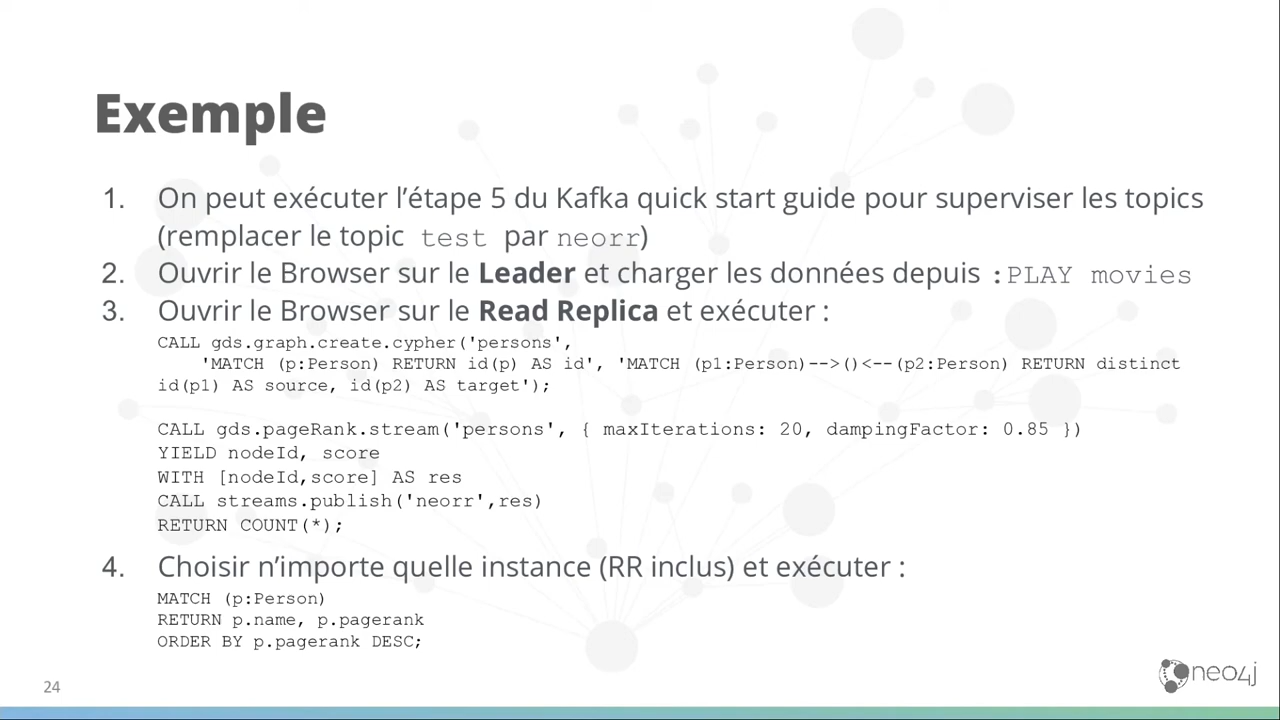 Exemple
1. On peut exécuter l’étape 5 du Kafka quick start guide pour superviser les topics
(remplacer le topic test par neorr)
2. Ouvrir le Browser sur le Leader et charger les données depuis :PLAY movies
3. Ouvrir le Browser sur le Read Replica et exécuter :
CALL gds.graph.create.cypher('persons',
'MATCH (p:Person) RETURN id(p) AS id', 'MATCH (p1:Person)-->()<--(p2:Person) RETURN distinct
id(p1) AS source, id(p2) AS target');
CALL gds.pageRank.stream('persons', { maxIterations: 20, dampingFactor: 0.85 })
YIELD nodeId, score
WITH [nodeId,score] AS res
CALL streams.publish('neorr',res)
RETURN COUNT(*);
4. Choisir n’importe quelle instance (RR inclus) et exécuter :
MATCH (p:Person)
RETURN p.name, p.pagerank
ORDER BY p.pagerank DESC;
24
neo4j